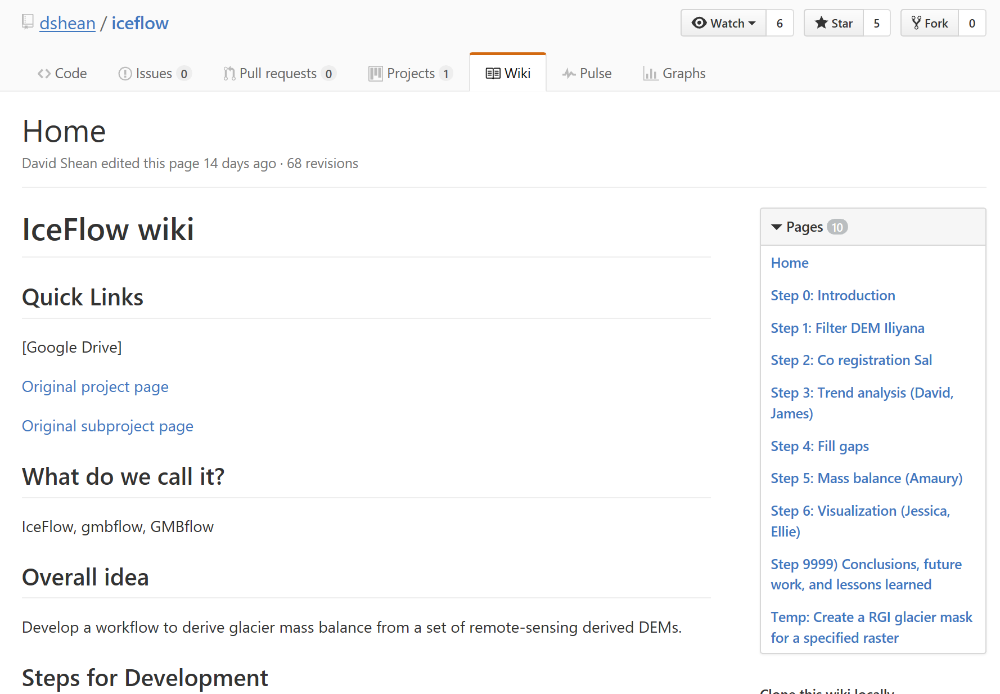 dshean / iceflow
Watch 6 Star 5 Fork 0
Code Issues 0 Pull requests 0 Projects 1 Wiki Pulse Graphs
Home
David Shean edited this page 14 days ago · 68 revisions
IceFlow wiki
Quick Links
[Google Drive]
Original project page
Original subproject page
What do we call it?
IceFlow, gmbflow, GMBflow
Overall idea
Develop a workflow to derive glacier mass balance from a set of remote-sensing derived DEMs.
Steps for Development
Pages 10
Home
Step 0: Introduction
Step 1: Filter DEM Iliyana
Step 2: Co registration Sal
Step 3: Trend analysis (David,
James)
Step 4: Fill gaps
Step 5: Mass balance (Amaury)
Step 6: Visualization (Jessica,
Ellie)
Step 9999) Conclusions, future
work, and lessons learned
Temp: Create a RGI glacier mask
for a specified raster
Clone this wiki locally